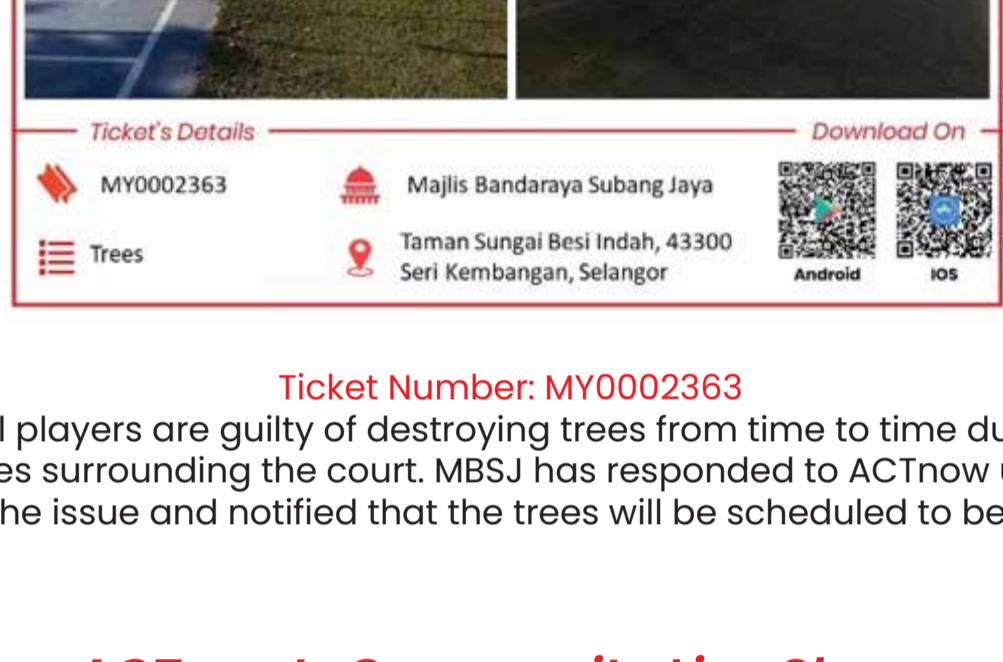 Ticket's Details
Download On
MY0002363
Majlis Bandaraya Subang Jaya
Trees
Taman Sungai Besi Indah, 43300
Seri Kembangan, Selangor
Android
IOS
Ticket Number: MY0002363
players are guilty of destroying trees from time to time
surrounding the court. MBSJ has responded to ACTnow
he issue and notified that the trees will be scheduled to be